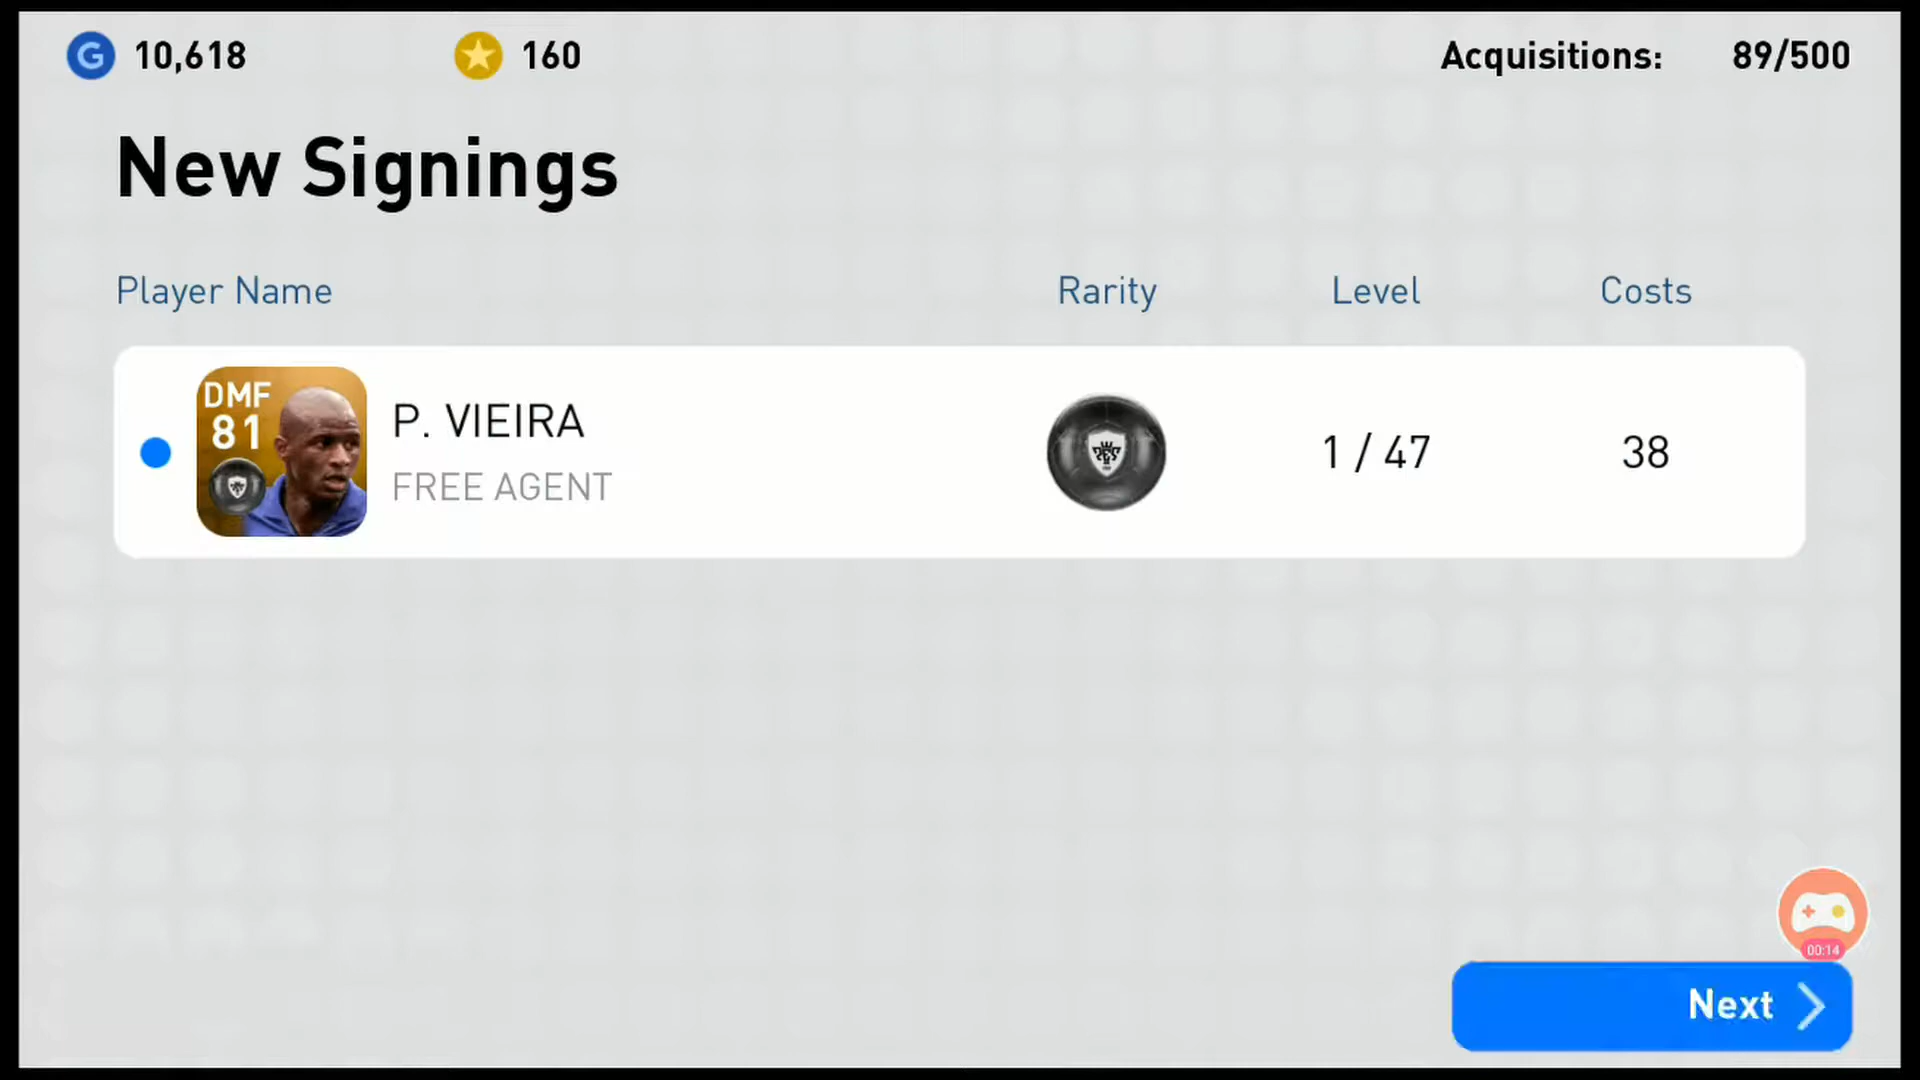 G 10,618 160 Acquisitions: 89/500
New Signings
Player Name Rarity Level Costs
DMF
81
P. VIEIRA
FREE AGENT
1 / 47
38
00:14
Next